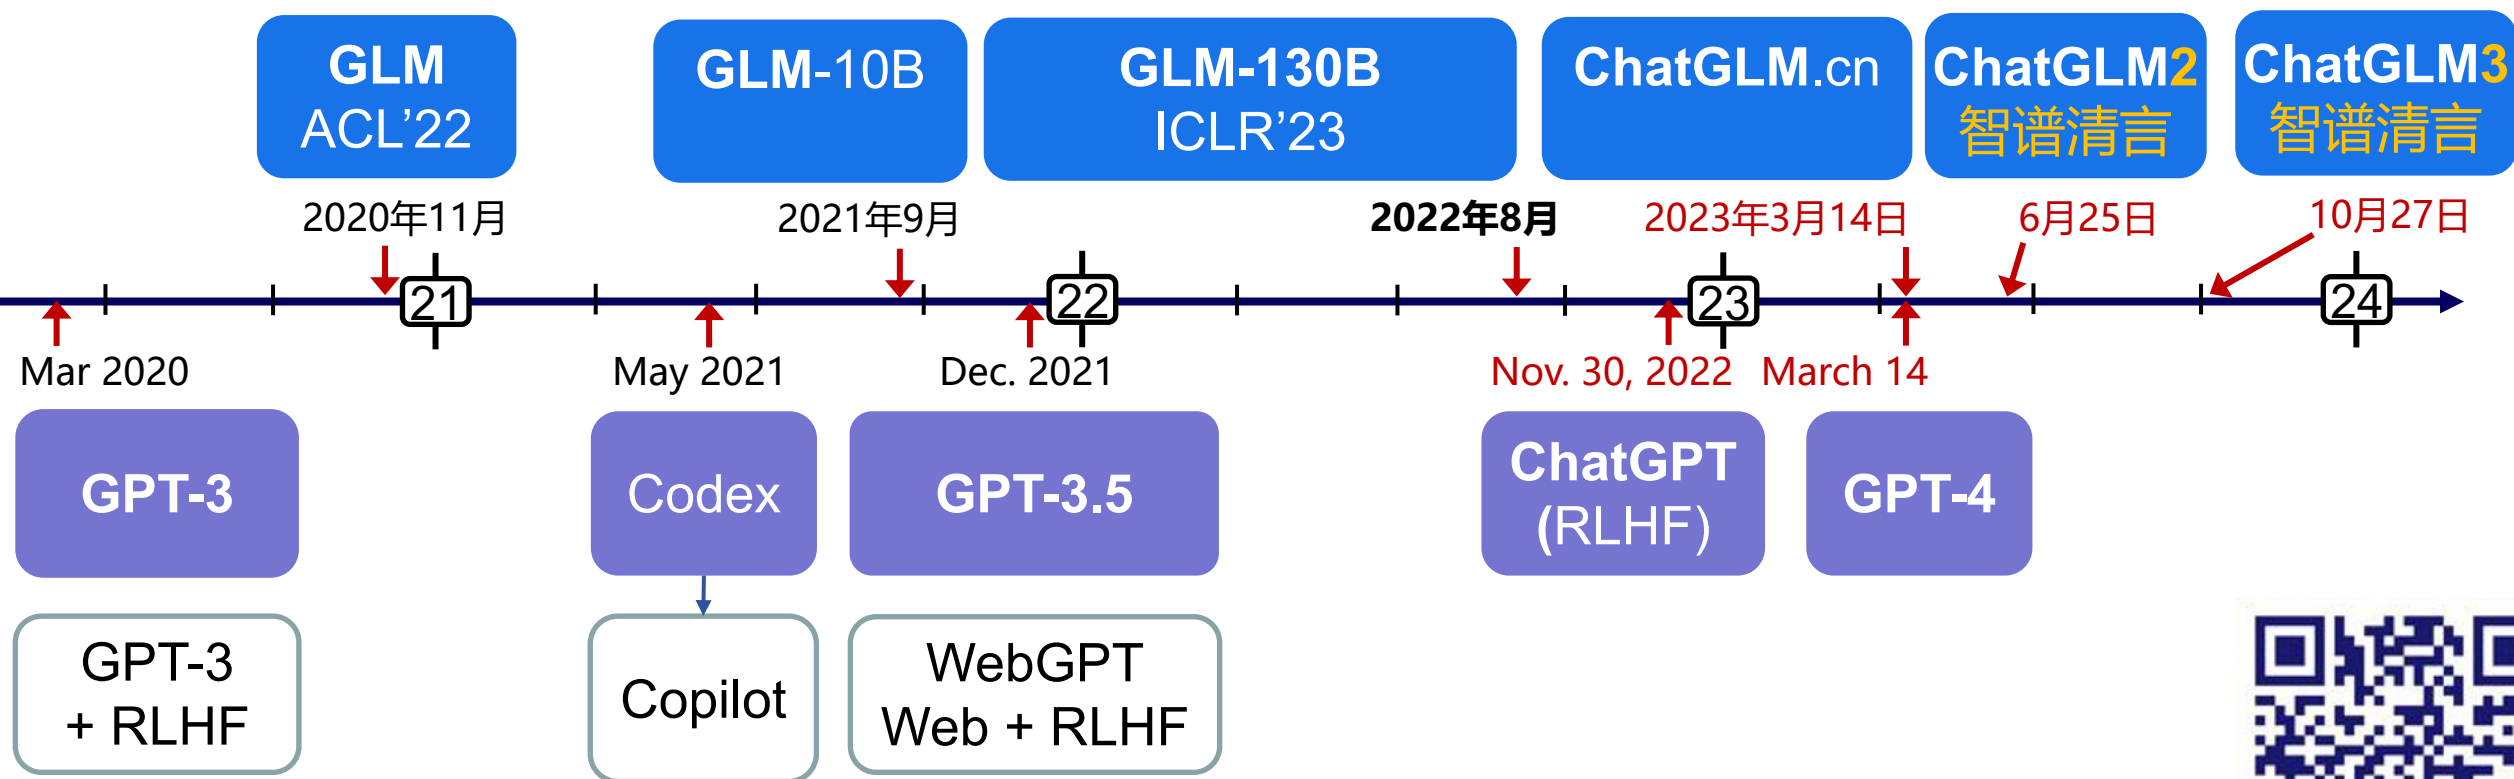 GLM
ACL’22
GLM-10B
GLM-130B
ICLR’23
ChatGLM.cn
ChatGLM2
智谱清言
ChatGLM3
智谱清言
2020年11月
2021年9月
2022年8月
2023年3月14日
6月25日
10月27日
21
22
23
24
Mar 2020
May 2021
Dec. 2021
Nov. 30, 2022
March 14
GPT-3
Codex
GPT-3.5
ChatGPT
(RLHF)
GPT-4
GPT-3
+ RLHF
Copilot
WebGPT
Web + RLHF